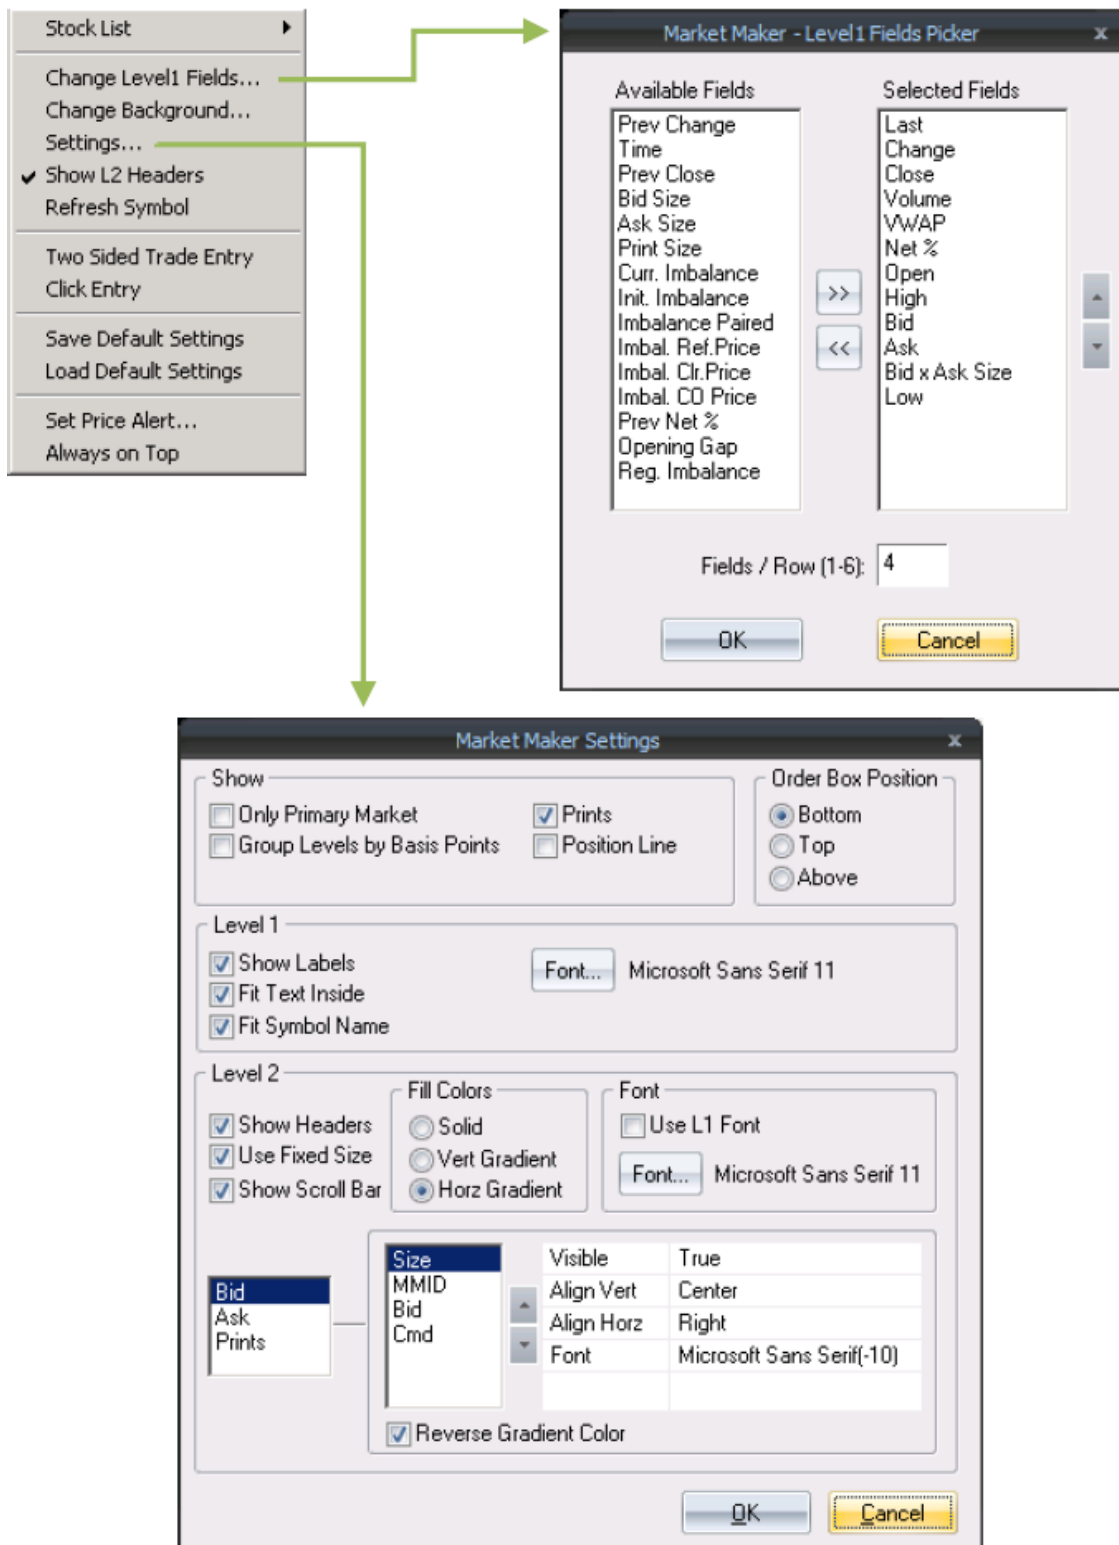 Stock List
Change Level1 Fields...
Change Background...
Settings...
Show L2 Headers
Refresh Symbol
Two Sided Trade Entry
Click Entry
Save Default Settings
Load Default Settings
Set Price Alert...
Always on Top
Market Maker - Level1 Fields Picker
x
Available Fields
Prev Change
Time
Prev Close
Bid Size
Ask Size
Print Size
Curr. Imbalance
Init. Imbalance
Imbalance Paired
Imbal. Ref.Price
Imbal. Clr.Price
Imbal. CO Price
Prev Net %
Opening Gap
Reg. Imbalance
>>
<<
Selected Fields
Last
Change
Close
Volume
VWAP
Net %
Open
High
Bid
Ask
Bid x Ask Size
Low
Fields / Row (1-6): 4
OK Cancel
Market Maker Settings
x
Show
Only Primary Market
Group Levels by Basis Points
Prints
Position Line
Order Box Position
Bottom
Top
Above
Level 1
Show Labels
Fit Text Inside
Fit Symbol Name
Font... Microsoft Sans Serif 11
Level 2
Show Headers
Use Fixed Size
Show Scroll Bar
Fill Colors
Solid
Vert Gradient
Horz Gradient
Font
Use L1 Font
Font... Microsoft Sans Serif 11
Bid
Ask
Prints
Size
MMID
Bid
Cmd
Visible True
Align Vert Center
Align Horz Right
Font Microsoft Sans Serif(-10)
Reverse Gradient Color
OK Cancel